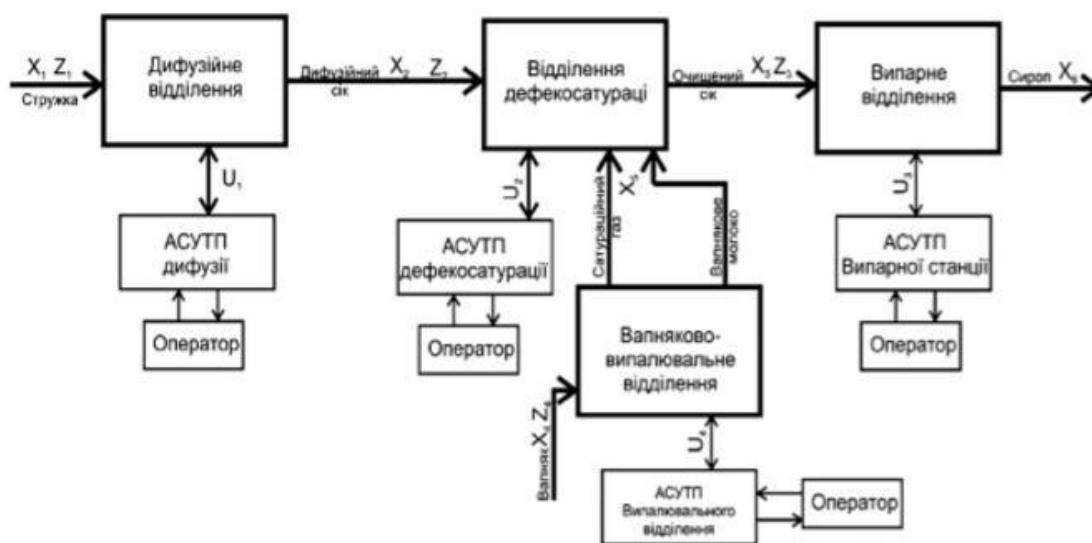 X₁ Z₁
Стружка
Дифузійне
відділення
Дифузійний
сік
X₂ Z₂
Відділення
дефекосатураці
Очищений
сік
X₃ Z₃
Випарне
відділення
Сироп X₆
U₁
U₂
Сатураційний
газ
X₅
Вапнякове
молоко
U₃
АСУТП
дифузії
АСУТП
дефекосатурації
АСУТП
Випарної станції
Оператор
Оператор
Оператор
Вапняково-
випалювальне
відділення
Вапняк X₄ Z₄
U₄
АСУТП
Випалювального
відділення
Оператор